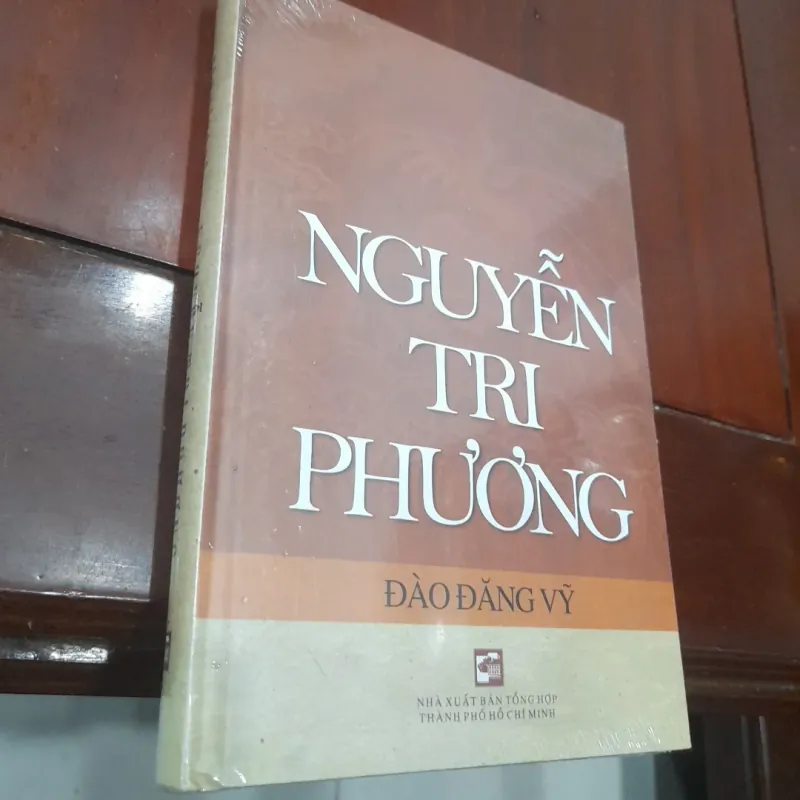 NGUYỄN
TRI
PHƯƠNG
ĐÀO ĐĂNG VỸ
NHÀ XUẤT BẢN TỔNG HỢP
THÀNH PHỐ HỒ CHÍ MINH